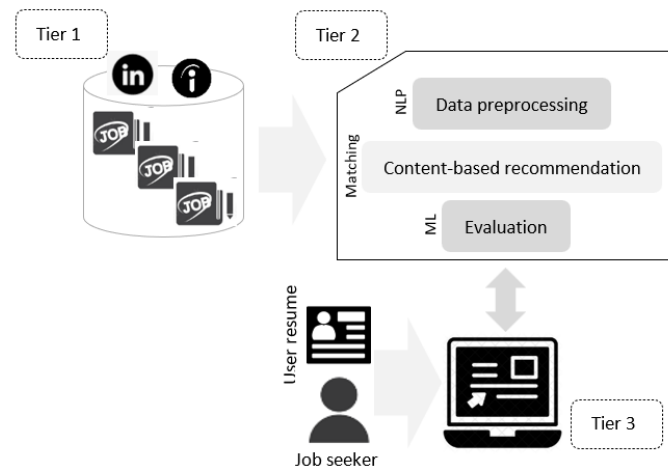 Tier 1
Tier 2
in
i
JOB
JOB
JOB
NLP
Data preprocessing
Matching
Content-based recommendation
ML
Evaluation
User resume
Job seeker
Tier 3